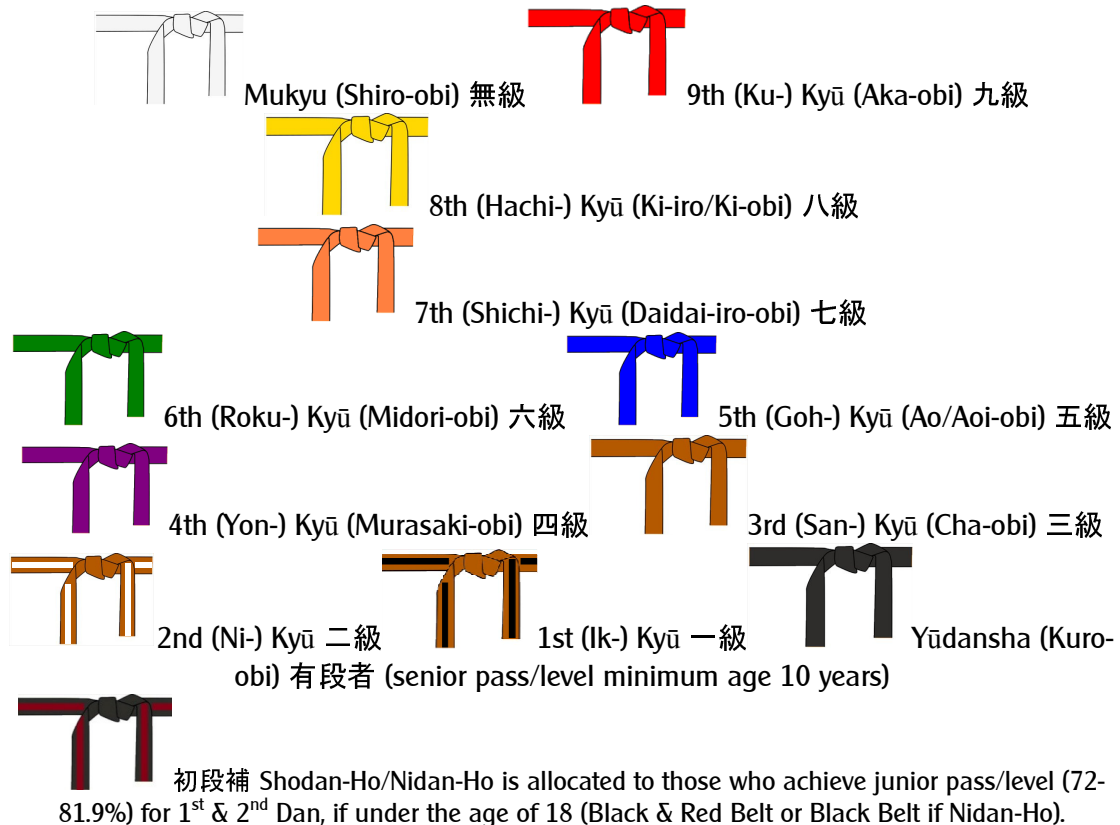 Mukyu (Shiro-obi) 無級
9th (Ku-) Kyū (Aka-obi) 九級
8th (Hachi-) Kyū (Ki-iro/Ki-obi) 八級
7th (Shichi-) Kyū (Daidai-iro-obi) 七級
6th (Roku-) Kyū (Midori-obi) 六級
5th (Goh-) Kyū (Ao/Aoi-obi) 五級
4th (Yon-) Kyū (Murasaki-obi) 四級
3rd (San-) Kyū (Cha-obi) 三級
2nd (Ni-) Kyū 二級
1st (Ik-) Kyū 一級
Yūdansha (Kuro-
obi) 有段者 (senior pass/level minimum age 10 years)
初段補 Shodan-Ho/Nidan-Ho is allocated to those who achieve junior pass/level (72-
81.9%) for 1st & 2nd Dan, if under the age of 18 (Black & Red Belt or Black Belt if Nidan-Ho).